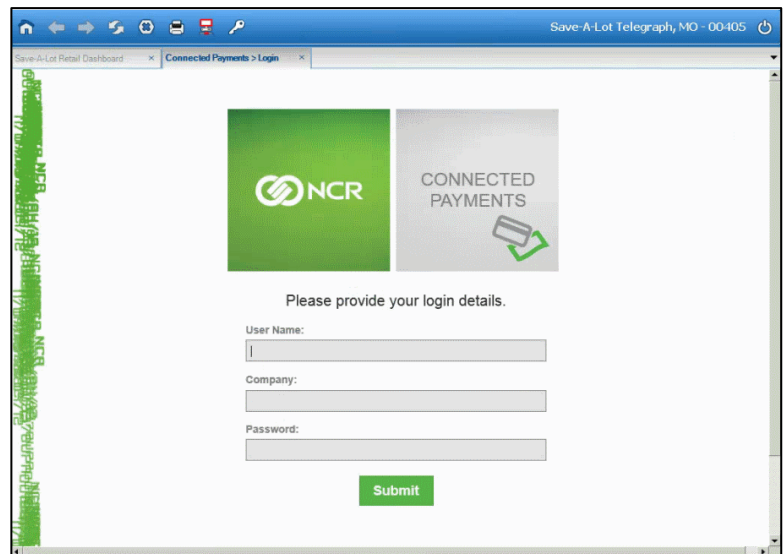 Save-A-Lot Telegraph, MO - 00405
Save-A-Lot Retail Dashboard
Connected Payments > Login
NCR
CONNECTED
PAYMENTS
Please provide your login details.
User Name:
Company:
Password:
Submit